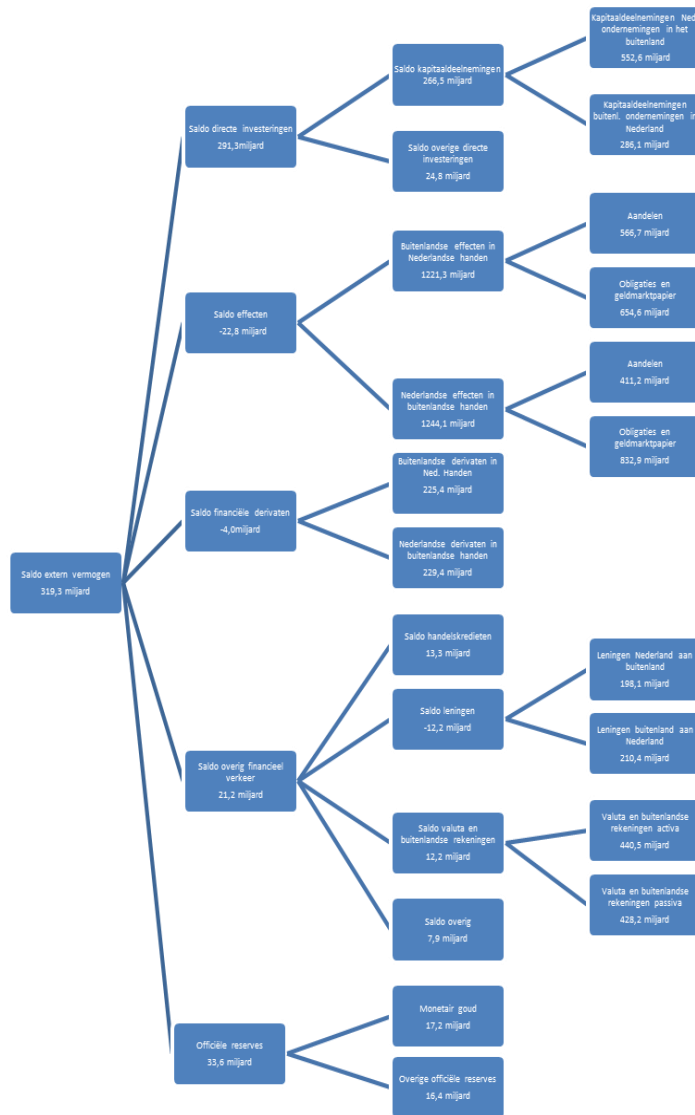 Saldo extern vermogen
319,3 miljard
Saldo directe investeringen
291,3miljard
Saldo kapitaaldeelnemingen
266,5 miljard
Kapitaaldeelnemingen Ned
ondernemingen in het
buitenland
552,6 miljard
Kapitaaldeelnemingen
buitenl. ondernemingen in
Nederland
286,1 miljard
Saldo overige directe
investeringen
24,8 miljard
Saldo effecten
-22,8 miljard
Buitenlandse effecten in
Nederlandse handen
1221,3 miljard
Aandelen
566,7 miljard
Obligaties en
geldmarktpapier
654,6 miljard
Nederlandse effecten in
buitenlandse handen
1244,1 miljard
Aandelen
411,2 miljard
Obligaties en
geldmarktpapier
832,9 miljard
Saldo financiële derivaten
-4,0miljard
Buitenlandse derivaten in
Ned. Handen
225,4 miljard
Nederlandse derivaten in
buitenlandse handen
229,4 miljard
Saldo overig financieel
verkeer
21,2 miljard
Saldo handelskredieten
13,3 miljard
Saldo leningen
-12,2 miljard
Leningen Nederland aan
buitenland
198,1 miljard
Leningen buitenland aan
Nederland
210,4 miljard
Saldo valuta en
buitenlandse rekeningen
12,2 miljard
Valuta en buitenlandse
rekeningen activa
440,5 miljard
Valuta en buitenlandse
rekeningen passiva
428,2 miljard
Saldo overig
7,9 miljard
Officiële reserves
33,6 miljard
Monetair goud
17,2 miljard
Overige officiële reserves
16,4 miljard